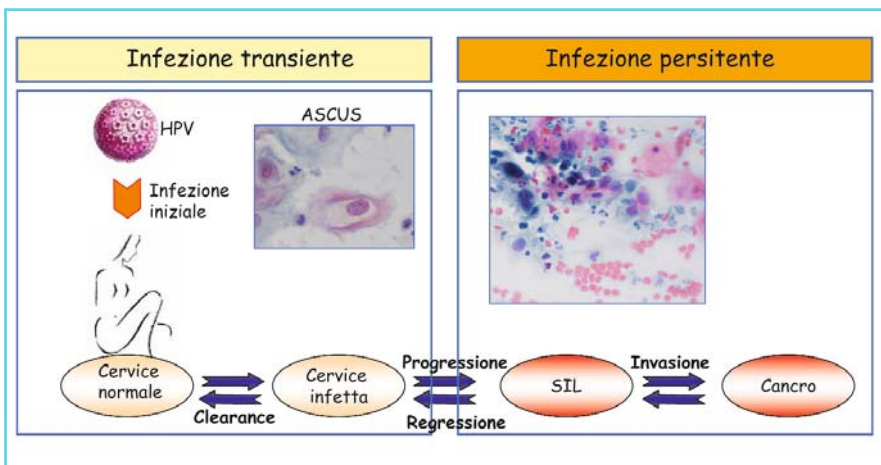 Infezione transiente
Infezione persitente
HPV
ASCUS
Infezione
iniziale
Cervice
normale
Clearance
Cervice
infetta
Progressione
Regressione
SIL
Invasione
Cancro